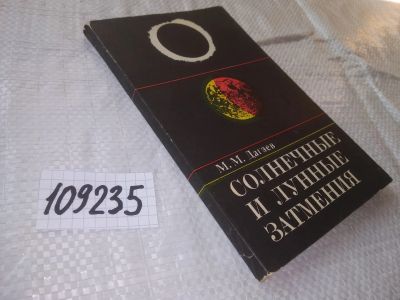 М. М. Дагаев
СОЛНЕЧНЫЕ
И ЛУННЫЕ
ЗАТМЕНИЯ
109235